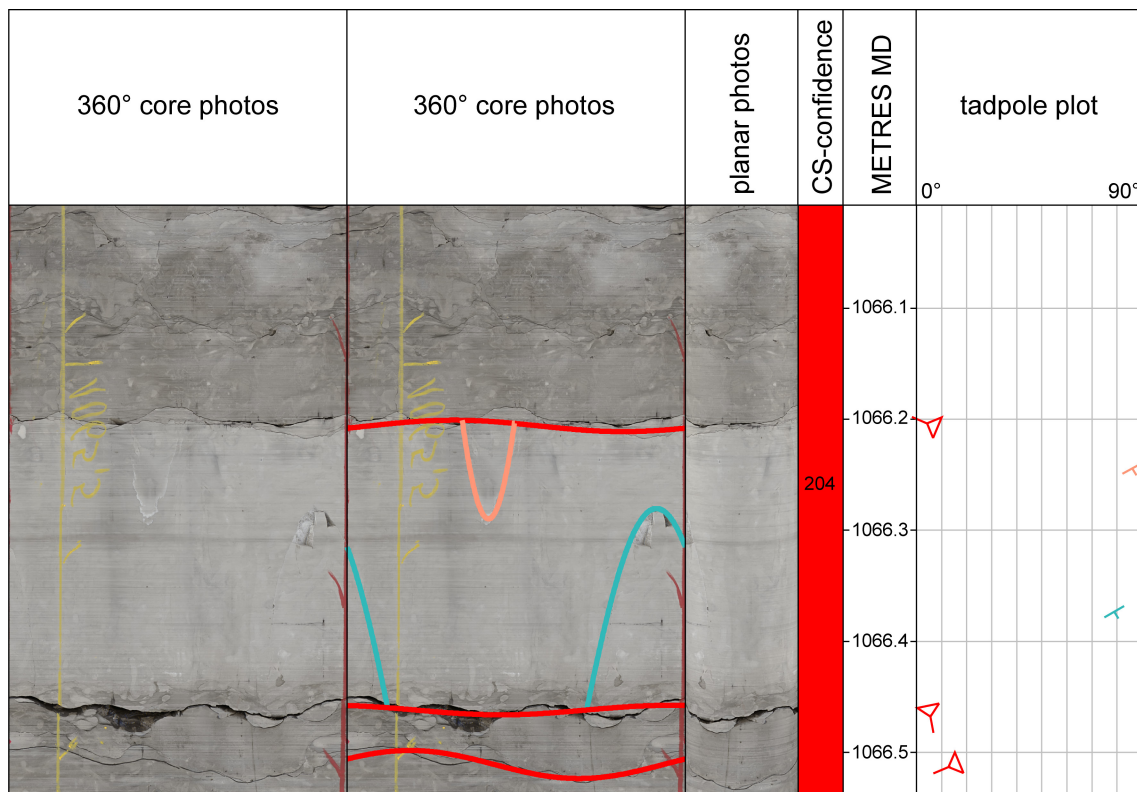 360° core photos
360° core photos
planar photos
CS-confidence
METRES MD
tadpole plot
0°
90°
204
1066.1
1066.2
1066.3
1066.4
1066.5